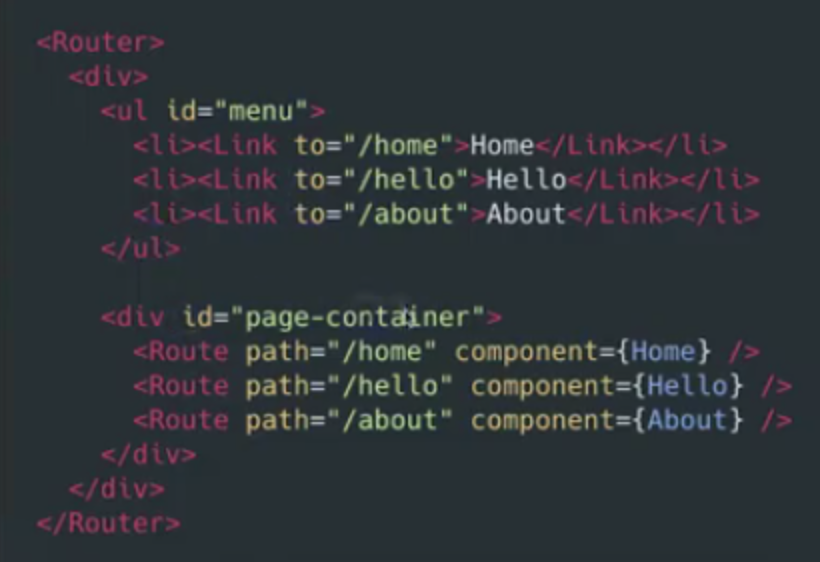 <Router>
<div>
<ul id="menu">
<li><Link to="/home">Home</Link></li>
<li><Link to="/hello">Hello</Link></li>
<li><Link to="/about">About</Link></li>
</ul>
<div id="page-container">
<Route path="/home" component={Home} />
<Route path="/hello" component={Hello} />
<Route path="/about" component={About} />
</div>
</div>
</Router>